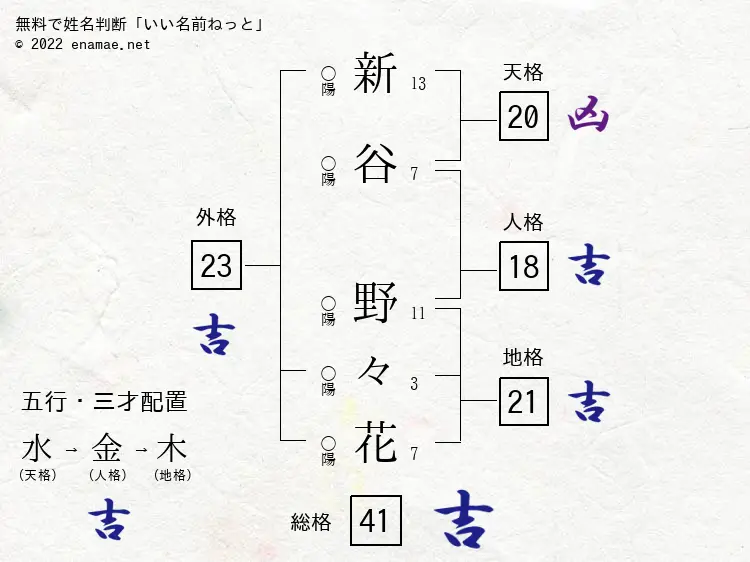 無料で姓名判断「いい名前ねっと」
© 2022 enamae.net
天格
20 凶
○陽 新 13
○陽 谷 7
人格
18 吉
外格
23
吉
○陽 野 11
○陽 々 3
○陽 花 7
地格
21 吉
五行・三才配置
水→金→木
(天格) (人格) (地格)
吉
総格 41 吉